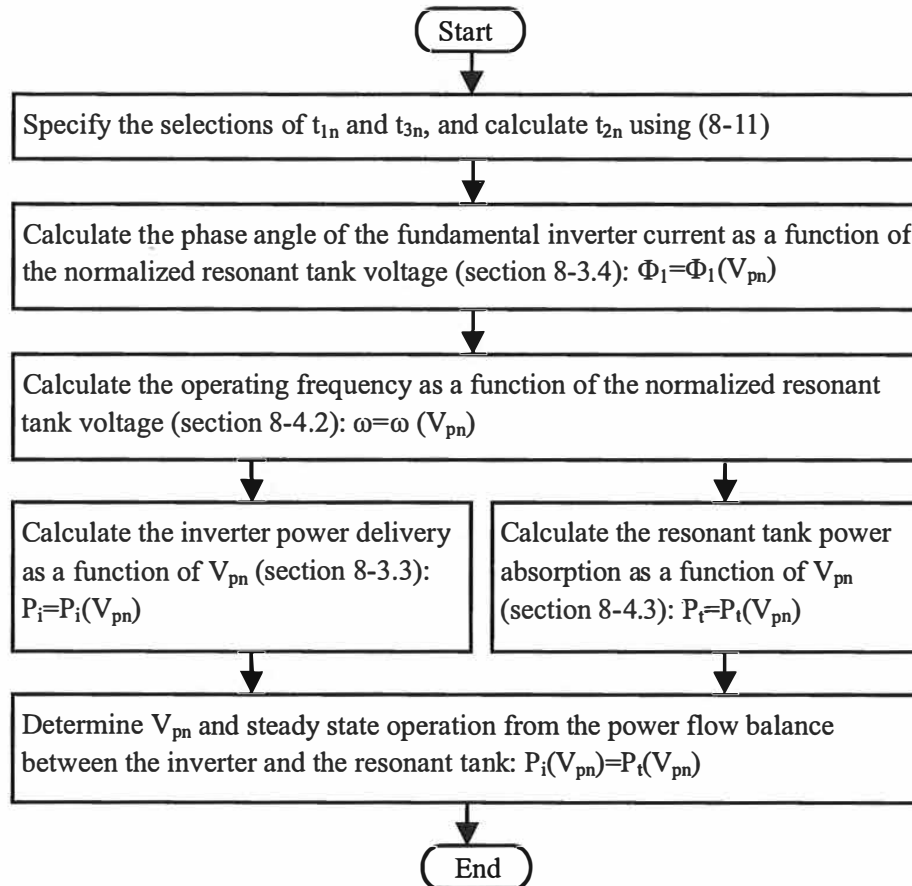 Start
Specify the selections of t₁ₙ and t₃ₙ, and calculate t₂ₙ using (8-11)
Calculate the phase angle of the fundamental inverter current as a function of
the normalized resonant tank voltage (section 8-3.4): Φ₁=Φ₁(Vₚₙ)
Calculate the operating frequency as a function of the normalized resonant
tank voltage (section 8-4.2): ω=ω (Vₚₙ)
Calculate the inverter power delivery
as a function of Vₚₙ (section 8-3.3):
Pᵢ=Pᵢ(Vₚₙ)
Calculate the resonant tank power
absorption as a function of Vₚₙ
(section 8-4.3): Pₜ=Pₜ(Vₚₙ)
Determine Vₚₙ and steady state operation from the power flow balance
between the inverter and the resonant tank: Pᵢ(Vₚₙ)=Pₜ(Vₚₙ)
End